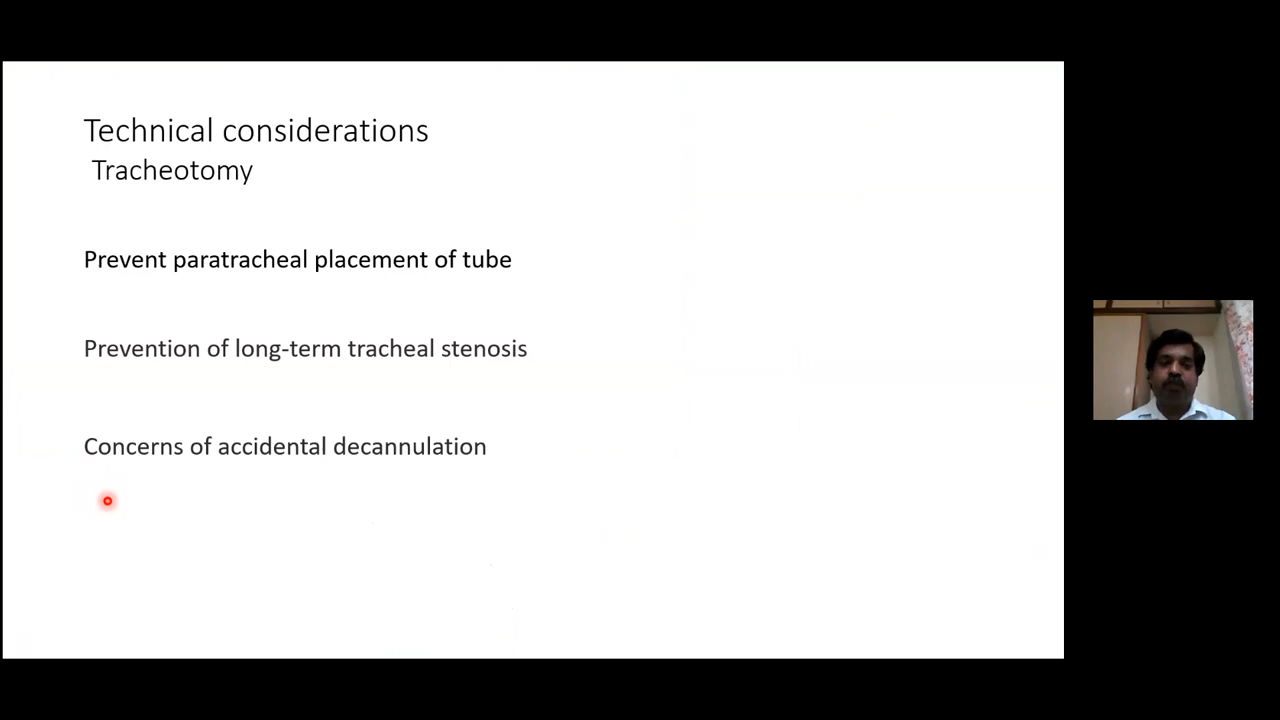 Technical considerations
Tracheotomy
Prevent paratracheal placement of tube
Prevention of long-term tracheal stenosis
Concerns of accidental decannulation